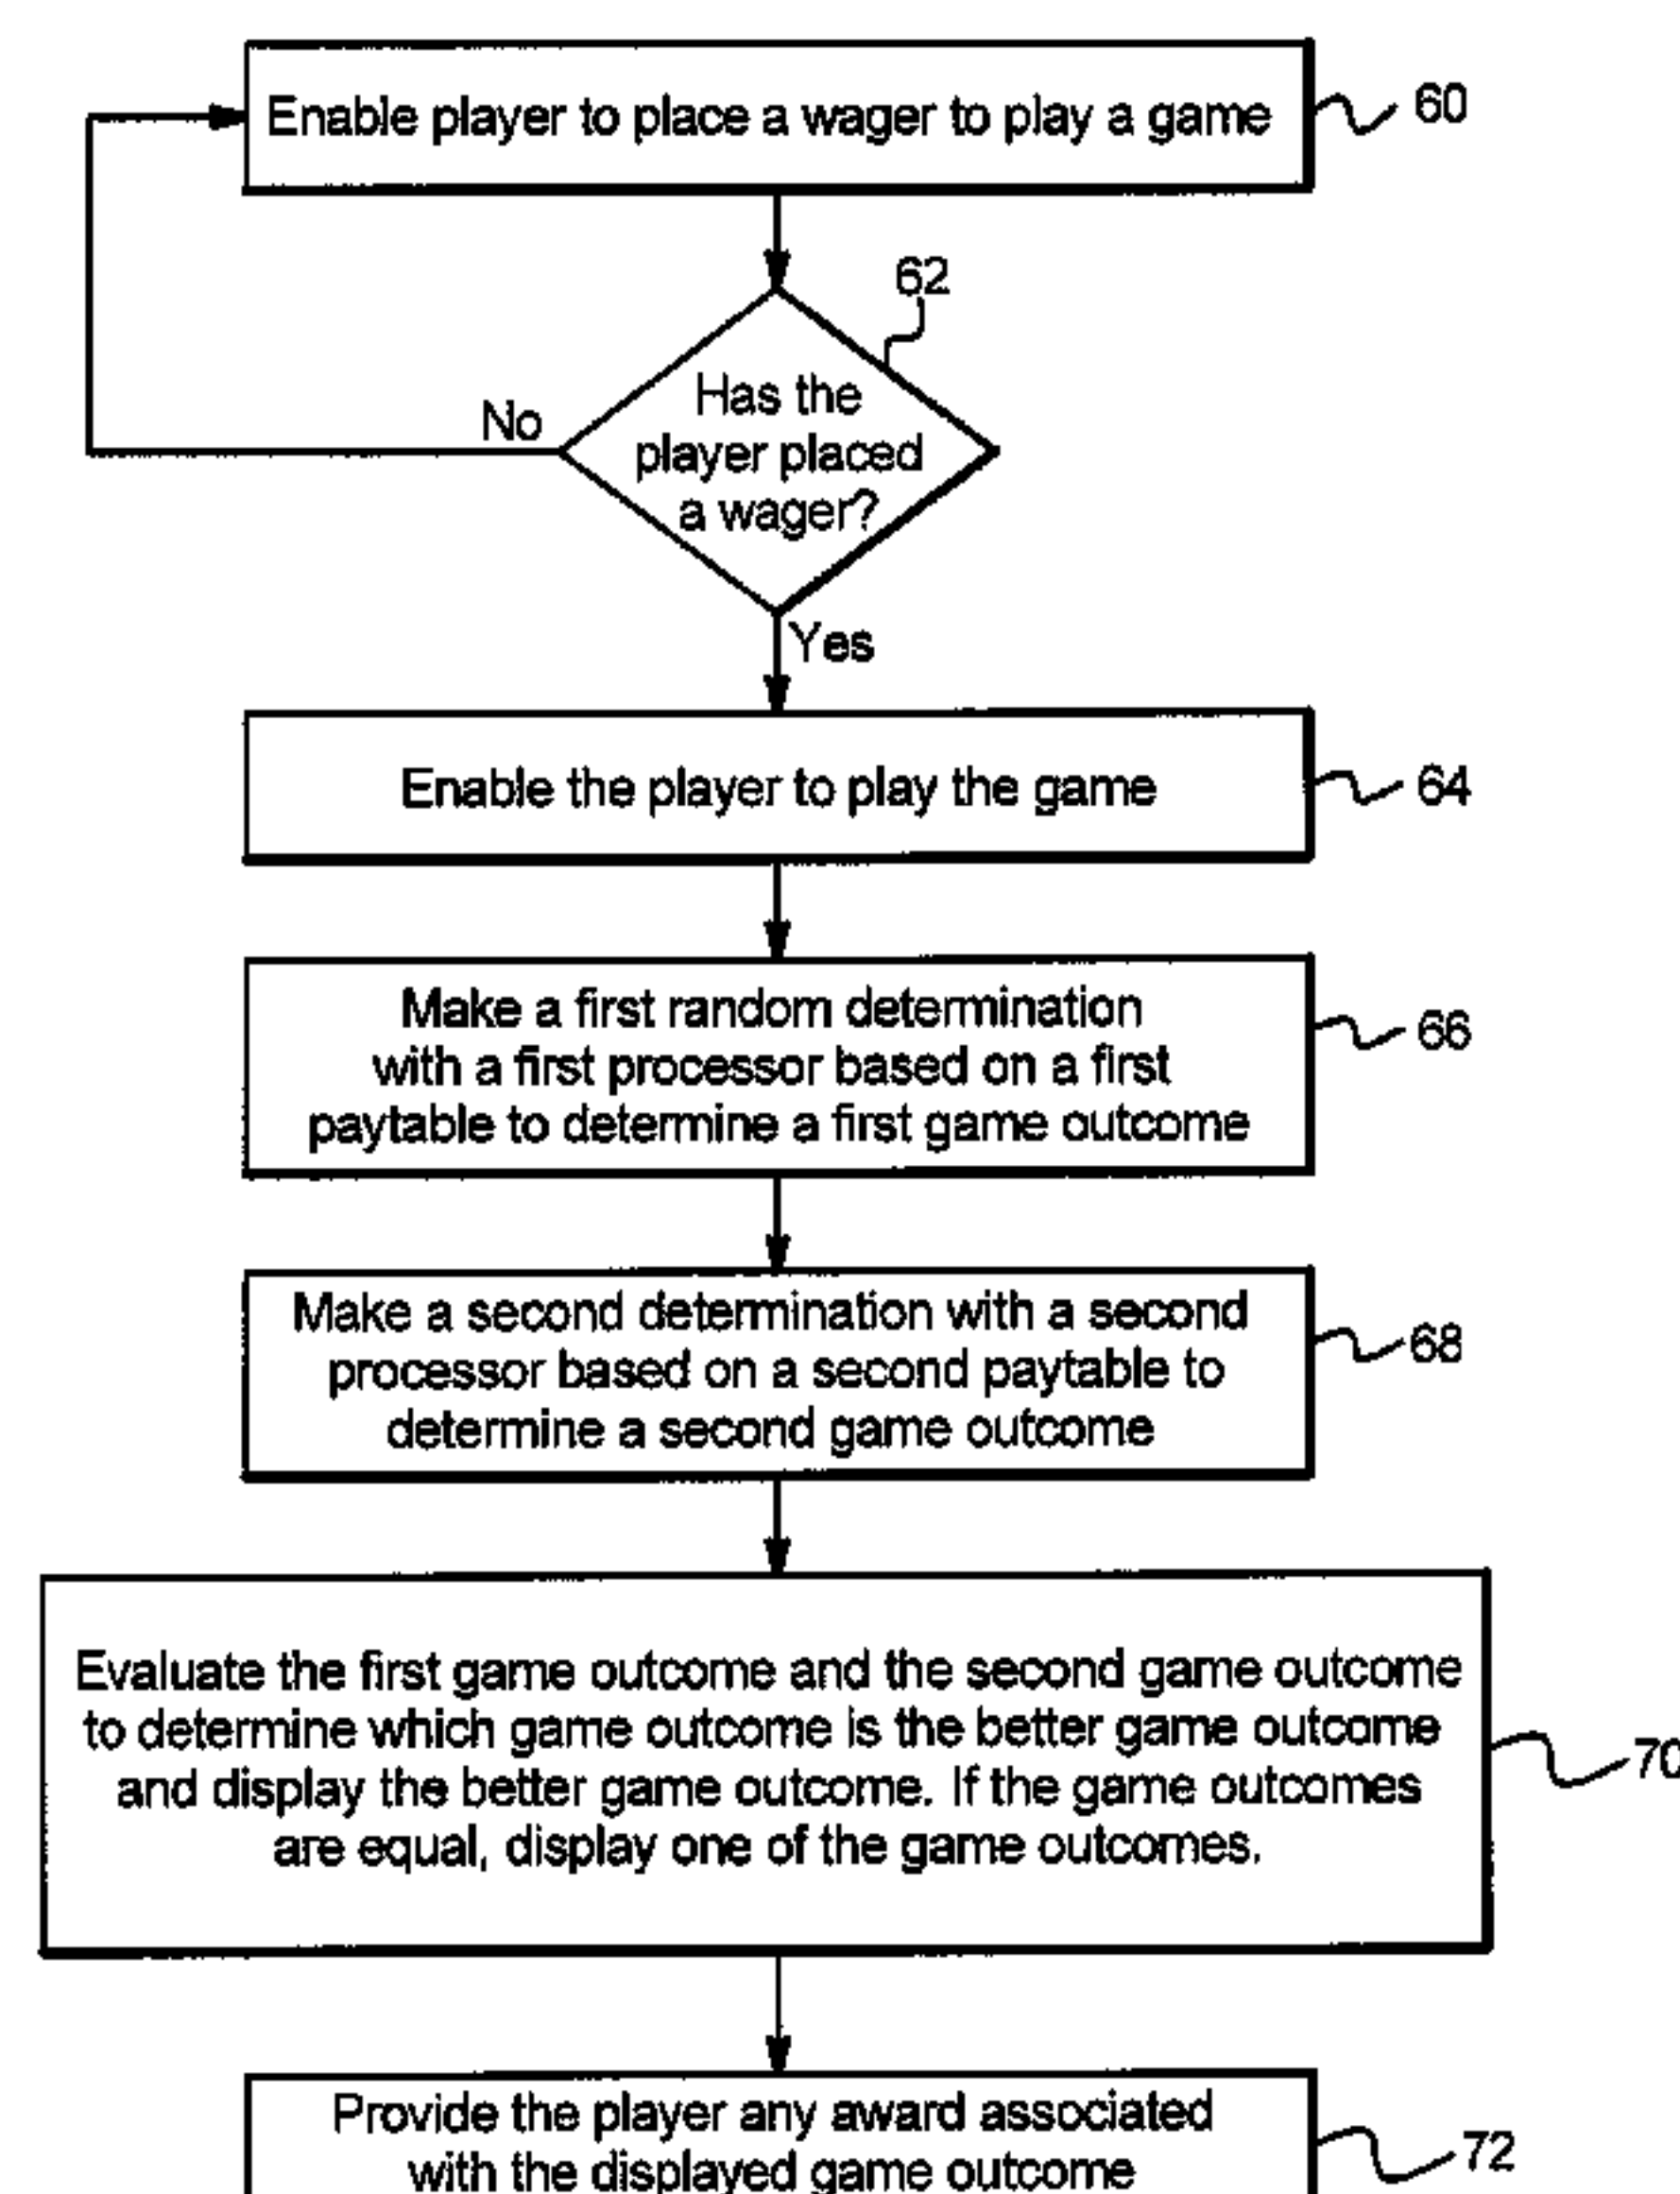 Enable player to place a wager to play a game
60
62
Has the
player placed
a wager?
No
Yes
Enable the player to play the game
64
Make a first random determination
with a first processor based on a first
paytable to determine a first game outcome
66
Make a second determination with a second
processor based on a second paytable to
determine a second game outcome
68
Evaluate the first game outcome and the second game outcome
to determine which game outcome is the better game outcome
and display the better game outcome. If the game outcomes
are equal, display one of the game outcomes.
70
Provide the player any award associated
with the displayed game outcome
72